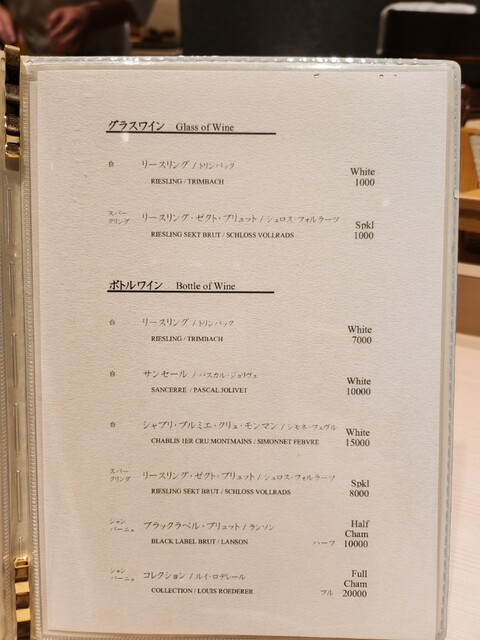 グラスワイン Glass of Wine
白 リースリング / トリンバック White
RIESLING / TRIMBACH 1000
スパークリング リースリング・ゼクト・ブリュット / シュロス・フォルラーツ Spkl
RIESLING SEKT BRUT / SCHLOSS VOLLRADS 1000
ボトルワイン Bottle of Wine
白 リースリング / トリンバック White
RIESLING / TRIMBACH 7000
白 サンセール / パスカル・ジョリヴェ White
SANCERRE / PASCAL JOLIVET 10000
白 シャブリ・プルミエ・クリュ・モンマン / シモネ・フェヴル White
CHABLIS 1ER CRU MONTMAINS / SIMONNET FEBVRE 15000
スパークリング リースリング・ゼクト・ブリュット / シュロス・フォルラーツ Spkl
RIESLING SEKT BRUT / SCHLOSS VOLLRADS 8000
シャンパーニュ ブラックラベル・ブリュット / ランソン Half Cham
BLACK LABEL BRUT / LANSON ハーフ 10000
シャンパーニュ コレクション / ルイ・ロデレール Full Cham
COLLECTION / LOUIS ROEDERER フル 20000